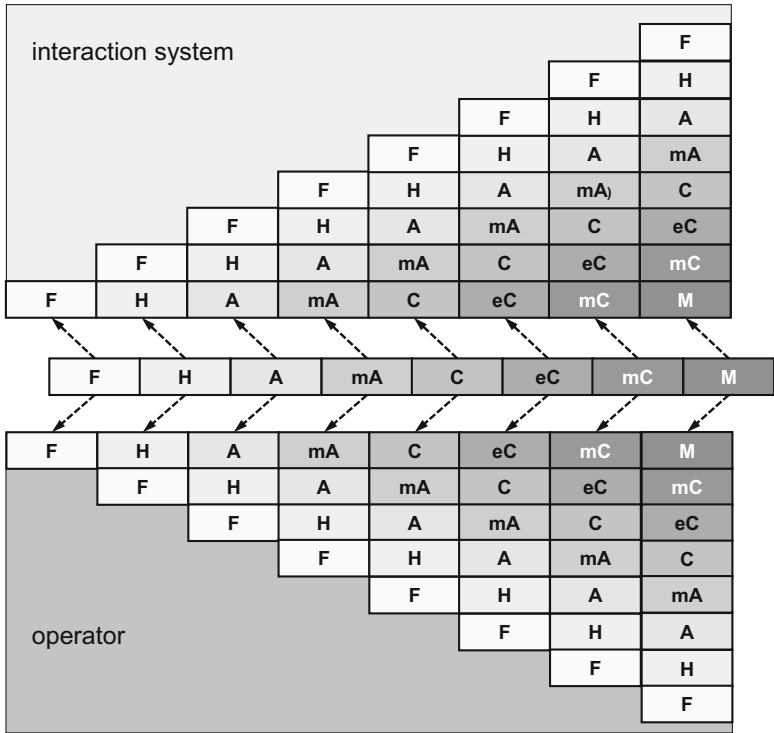 F
interaction system
F H
F H A
F H A mA
F H A mA) C
F H A mA C eC
F H A mA C eC mC
F H A mA C eC mC M
F H A mA C eC mC M
F H A mA C eC mC M
F H A mA C eC mC
F H A mA C eC
F H A mA C
F H A mA
operator
F H A
F H
F